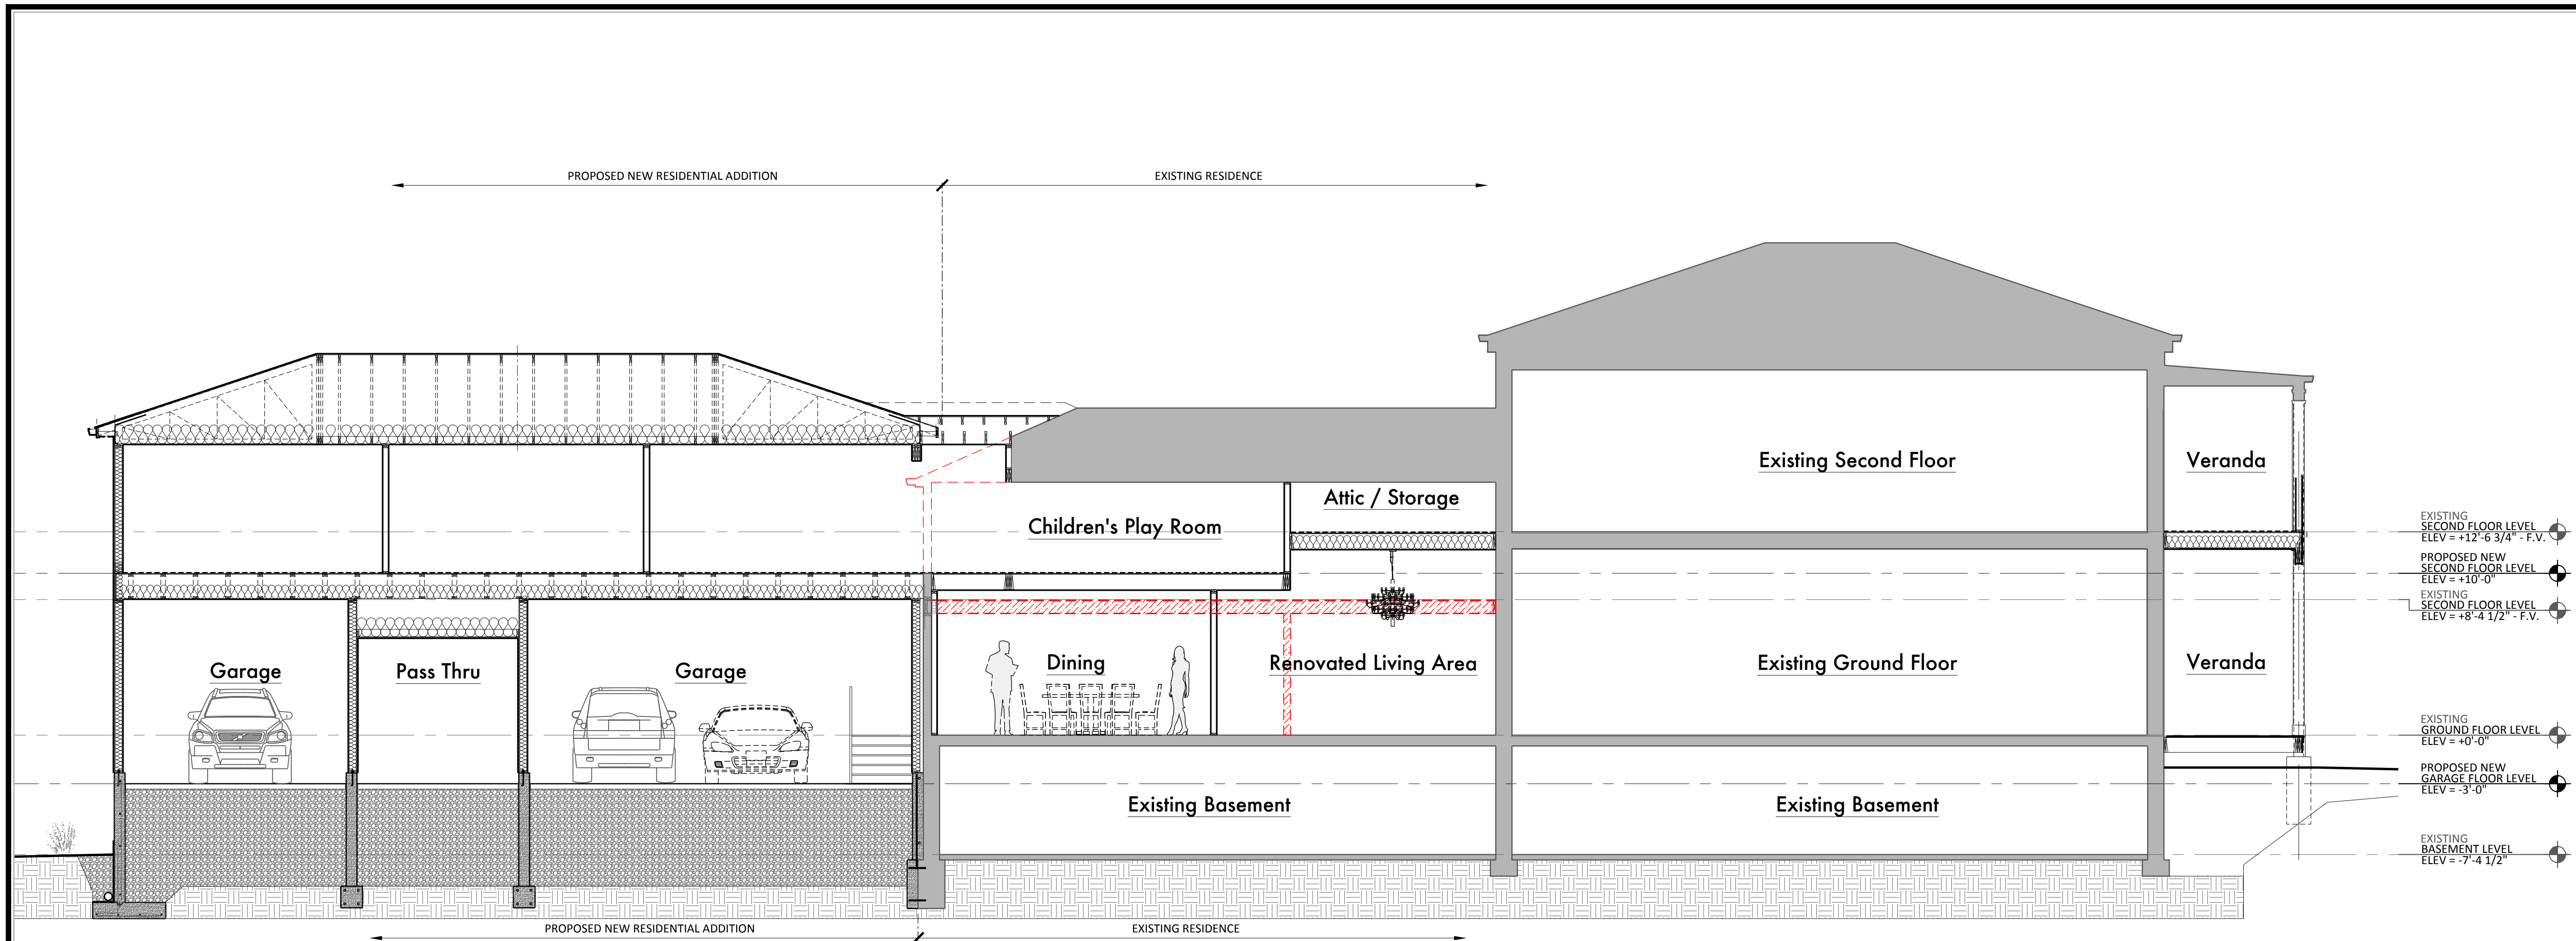 PROPOSED NEW RESIDENTIAL ADDITION
EXISTING RESIDENCE
Existing Second Floor
Veranda
Attic / Storage
Children's Play Room
EXISTING
SECOND FLOOR LEVEL
ELEV = +12'-6 3/4" - F.V.
PROPOSED NEW
SECOND FLOOR LEVEL
ELEV = +10'-0"
EXISTING
SECOND FLOOR LEVEL
ELEV = +8'-4 1/2" - F.V.
Garage
Pass Thru
Garage
Dining
Renovated Living Area
Existing Ground Floor
Veranda
EXISTING
GROUND FLOOR LEVEL
ELEV = +0'-0"
PROPOSED NEW
GARAGE FLOOR LEVEL
ELEV = -3'-0"
Existing Basement
Existing Basement
EXISTING
BASEMENT LEVEL
ELEV = -7'-4 1/2"
PROPOSED NEW RESIDENTIAL ADDITION
EXISTING RESIDENCE